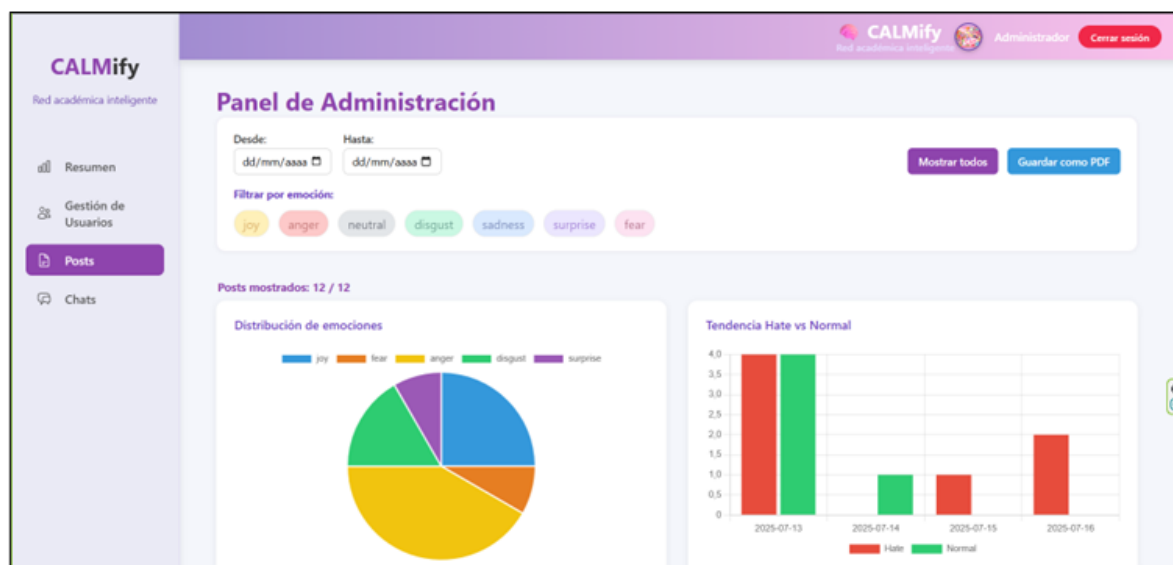 CALMify
Red académica inteligente
Administrador
Cerrar sesión
CALMify
Red académica inteligente
Resumen
Gestión de
Usuarios
Posts
Chats
Panel de Administración
Desde:
Hasta:
dd/mm/aaaa
dd/mm/aaaa
Mostrar todos
Guardar como PDF
Filtrar por emoción:
joy anger neutral disgust sadness surprise fear
Posts mostrados: 12 / 12
Distribución de emociones
joy fear anger disgust surprise
Tendencia Hate vs Normal
4,0
3,5
3,0
2,5
2,0
1,5
1,0
0,5
0
2025-07-13 2025-07-14 2025-07-15 2025-07-16
Hate Normal